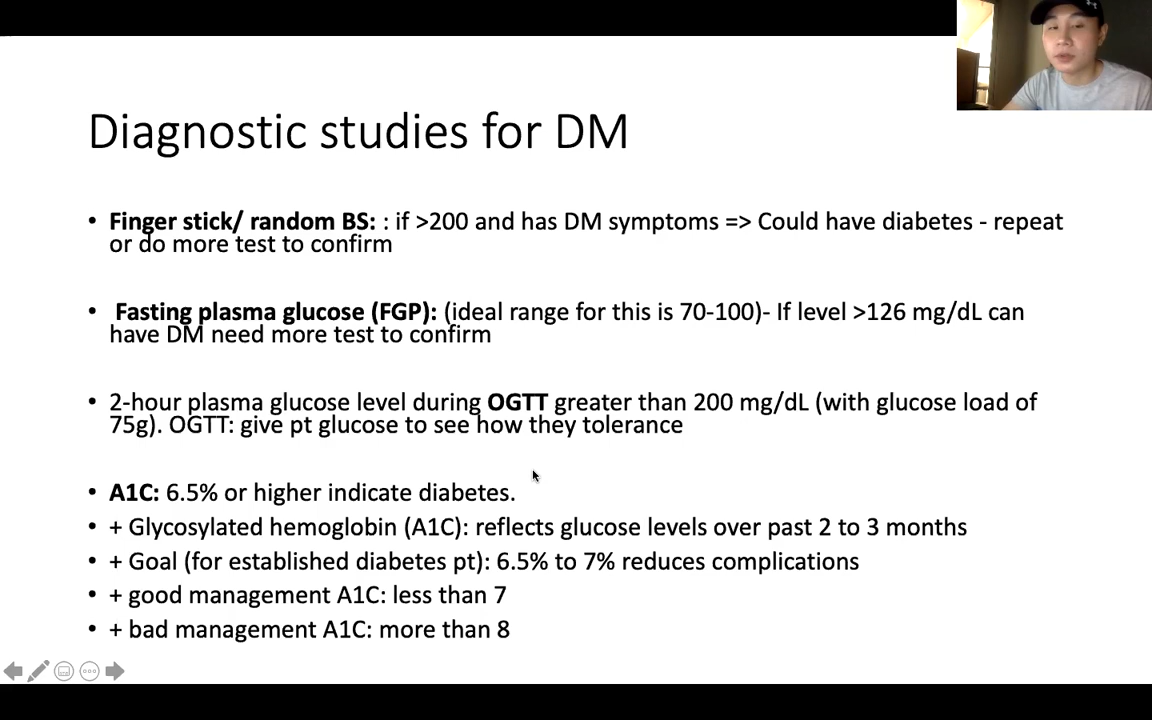 Diagnostic studies for DM
• Finger stick/ random BS: : if >200 and has DM symptoms => Could have diabetes - repeat
or do more test to confirm
• Fasting plasma glucose (FGP): (ideal range for this is 70-100)- If level >126 mg/dL can
have DM need more test to confirm
• 2-hour plasma glucose level during OGTT greater than 200 mg/dL (with glucose load of
75g). OGTT: give pt glucose to see how they tolerance
• A1C: 6.5% or higher indicate diabetes.
• + Glycosylated hemoglobin (A1C): reflects glucose levels over past 2 to 3 months
• + Goal (for established diabetes pt): 6.5% to 7% reduces complications
• + good management A1C: less than 7
• + bad management A1C: more than 8